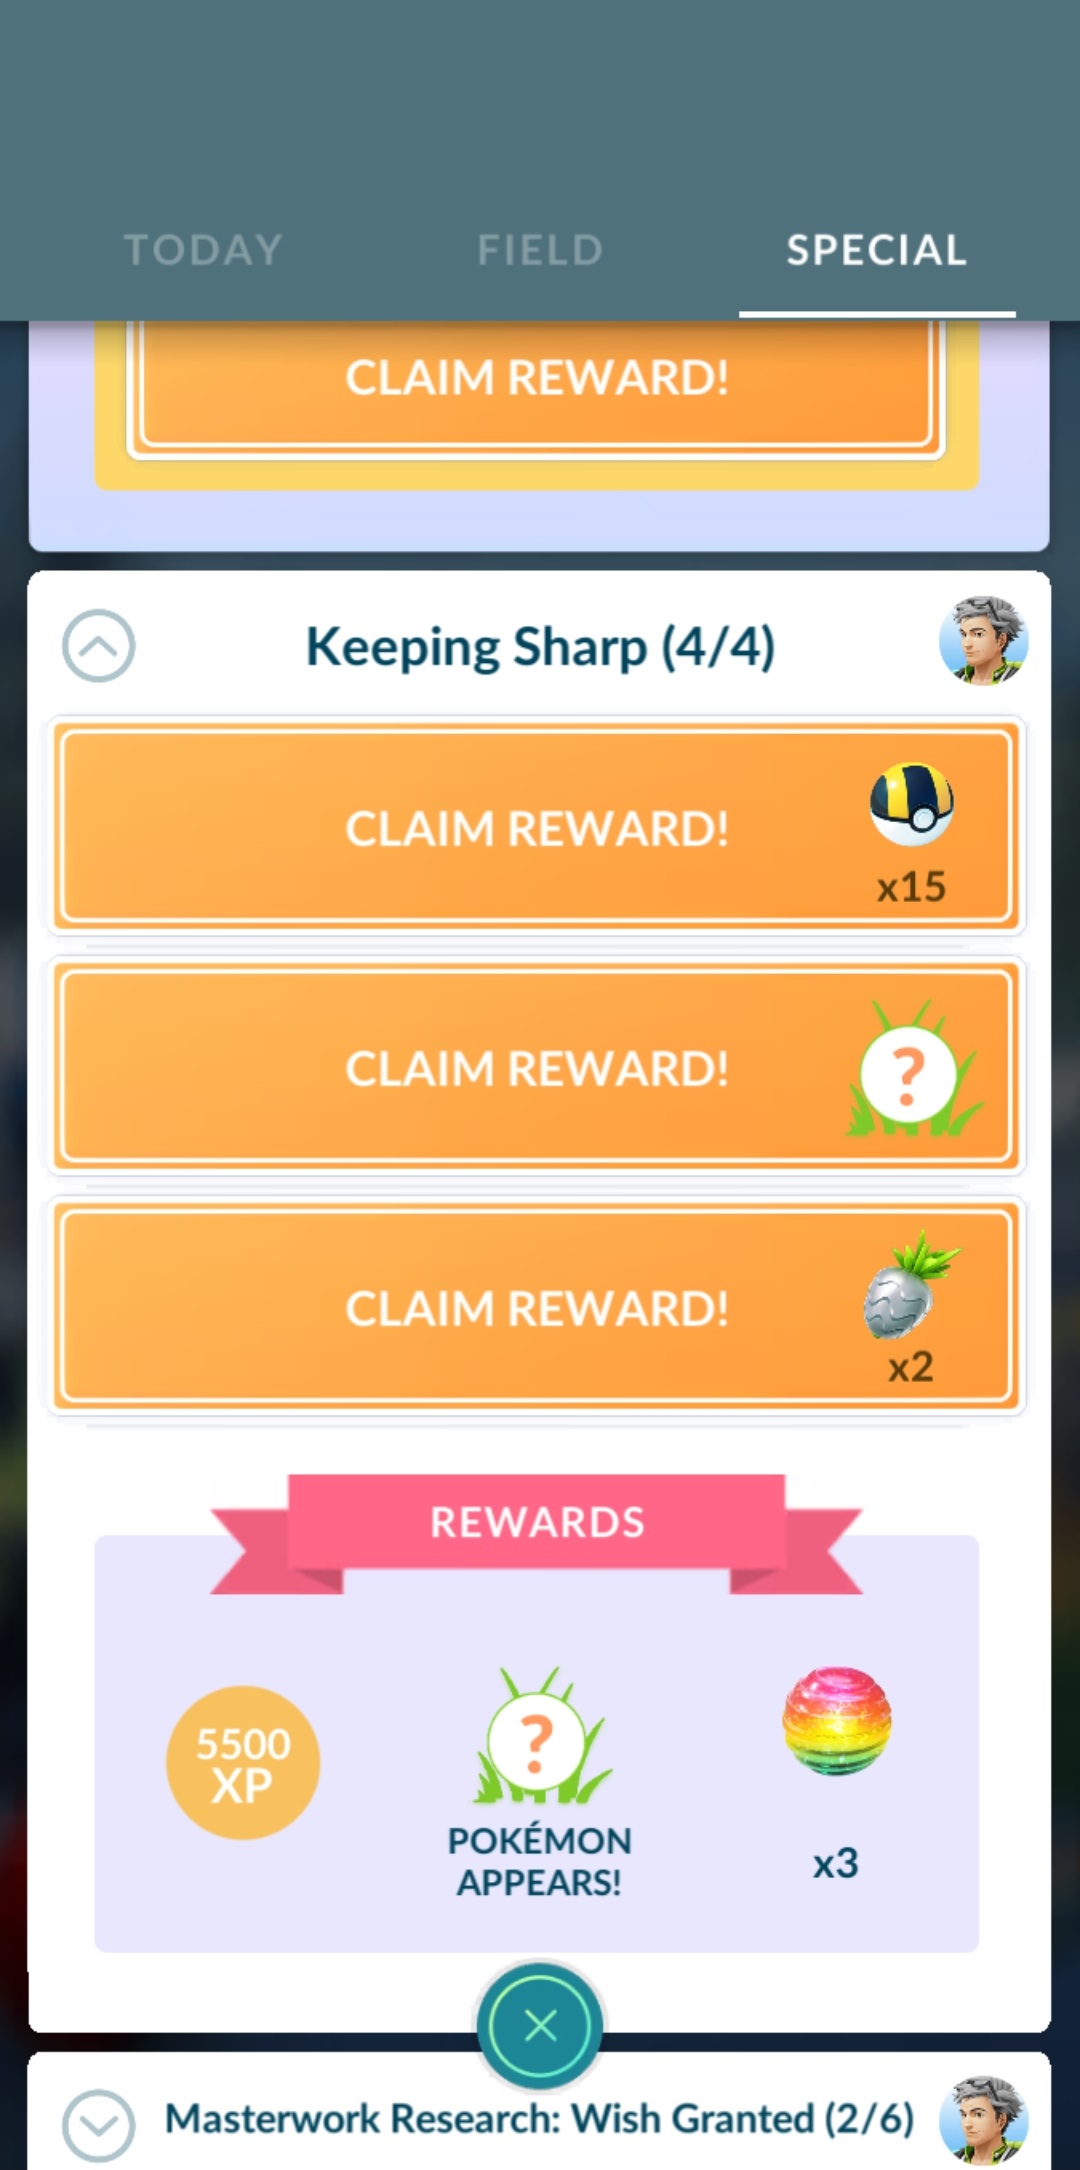 TODAY FIELD SPECIAL
CLAIM REWARD!
Keeping Sharp (4/4)
CLAIM REWARD!
x15
CLAIM REWARD!
?
CLAIM REWARD!
x2
REWARDS
5500
XP
?
POKÉMON
APPEARS!
x3
Masterwork Research: Wish Granted (2/6)